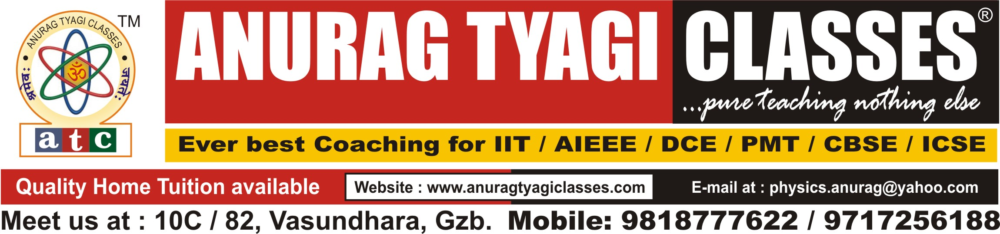 ANURAG TYAGI CLASSES
TM
श्रमेव: जयते:
ॐ
atc
ANURAG TYAGI CLASSES®
...pure teaching nothing else
Ever best Coaching for IIT / AIEEE / DCE / PMT / CBSE / ICSE
Quality Home Tuition available Website : www.anuragtyagiclasses.com E-mail at : physics.anurag@yahoo.com
Meet us at : 10C / 82, Vasundhara, Gzb. Mobile: 9818777622 / 9717256188